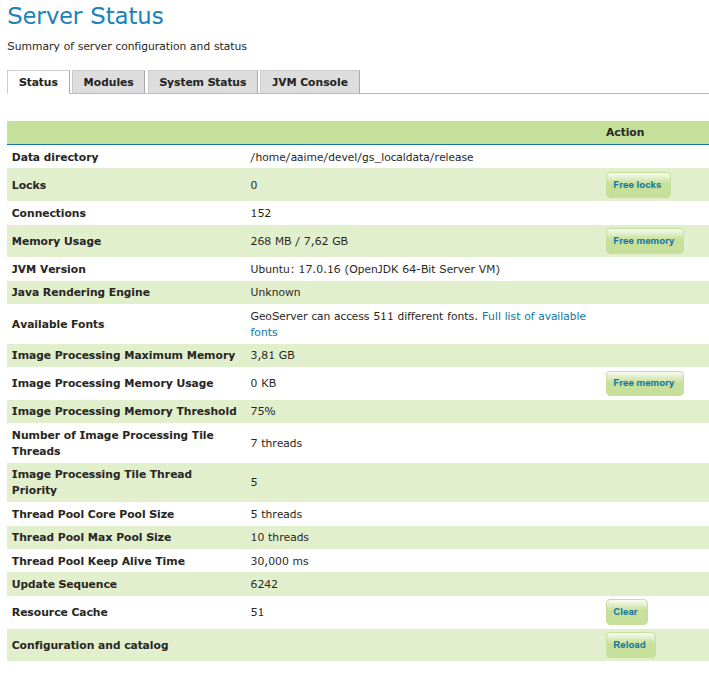 Server Status
Summary of server configuration and status
Status Modules System Status JVM Console
Action
Data directory /home/aaime/devel/gs_localdata/release
Locks 0 Free locks
Connections 152
Memory Usage 268 MB / 7,62 GB Free memory
JVM Version Ubuntu: 17.0.16 (OpenJDK 64-Bit Server VM)
Java Rendering Engine Unknown
Available Fonts GeoServer can access 511 different fonts. Full list of available
fonts
Image Processing Maximum Memory 3,81 GB
Image Processing Memory Usage 0 KB Free memory
Image Processing Memory Threshold 75%
Number of Image Processing Tile
Threads 7 threads
Image Processing Tile Thread
Priority 5
Thread Pool Core Pool Size 5 threads
Thread Pool Max Pool Size 10 threads
Thread Pool Keep Alive Time 30,000 ms
Update Sequence 6242
Resource Cache 51 Clear
Configuration and catalog Reload